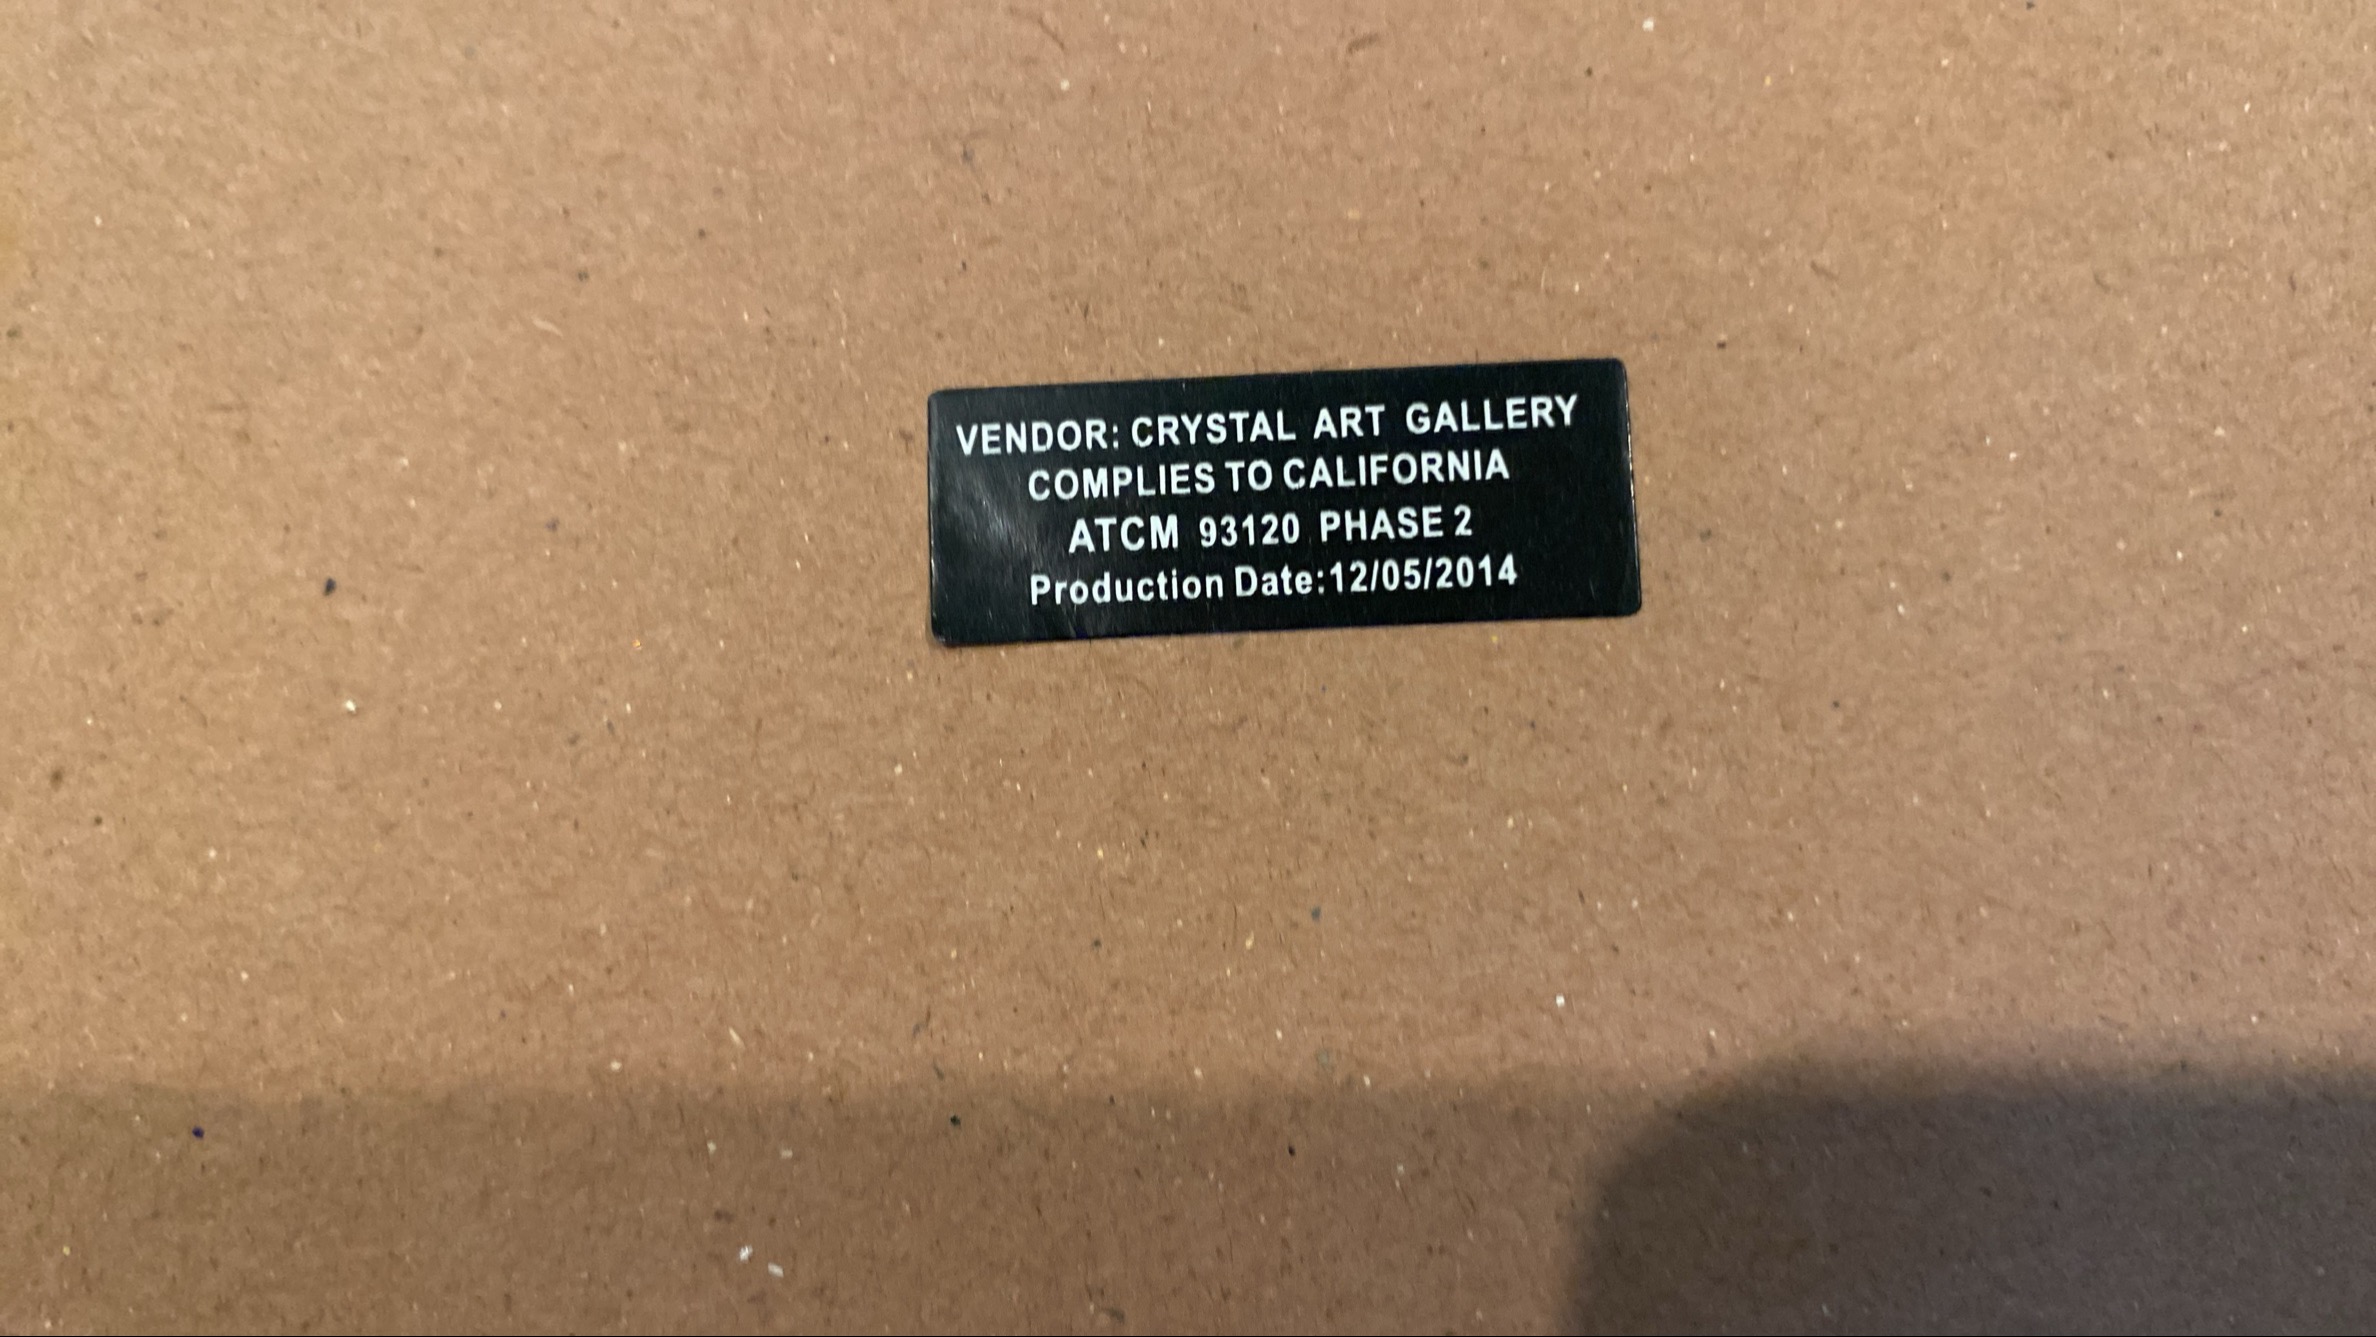 VENDOR: CRYSTAL ART GALLERY
COMPLIES TO CALIFORNIA
ATCM 93120 PHASE 2
Production Date:12/05/2014